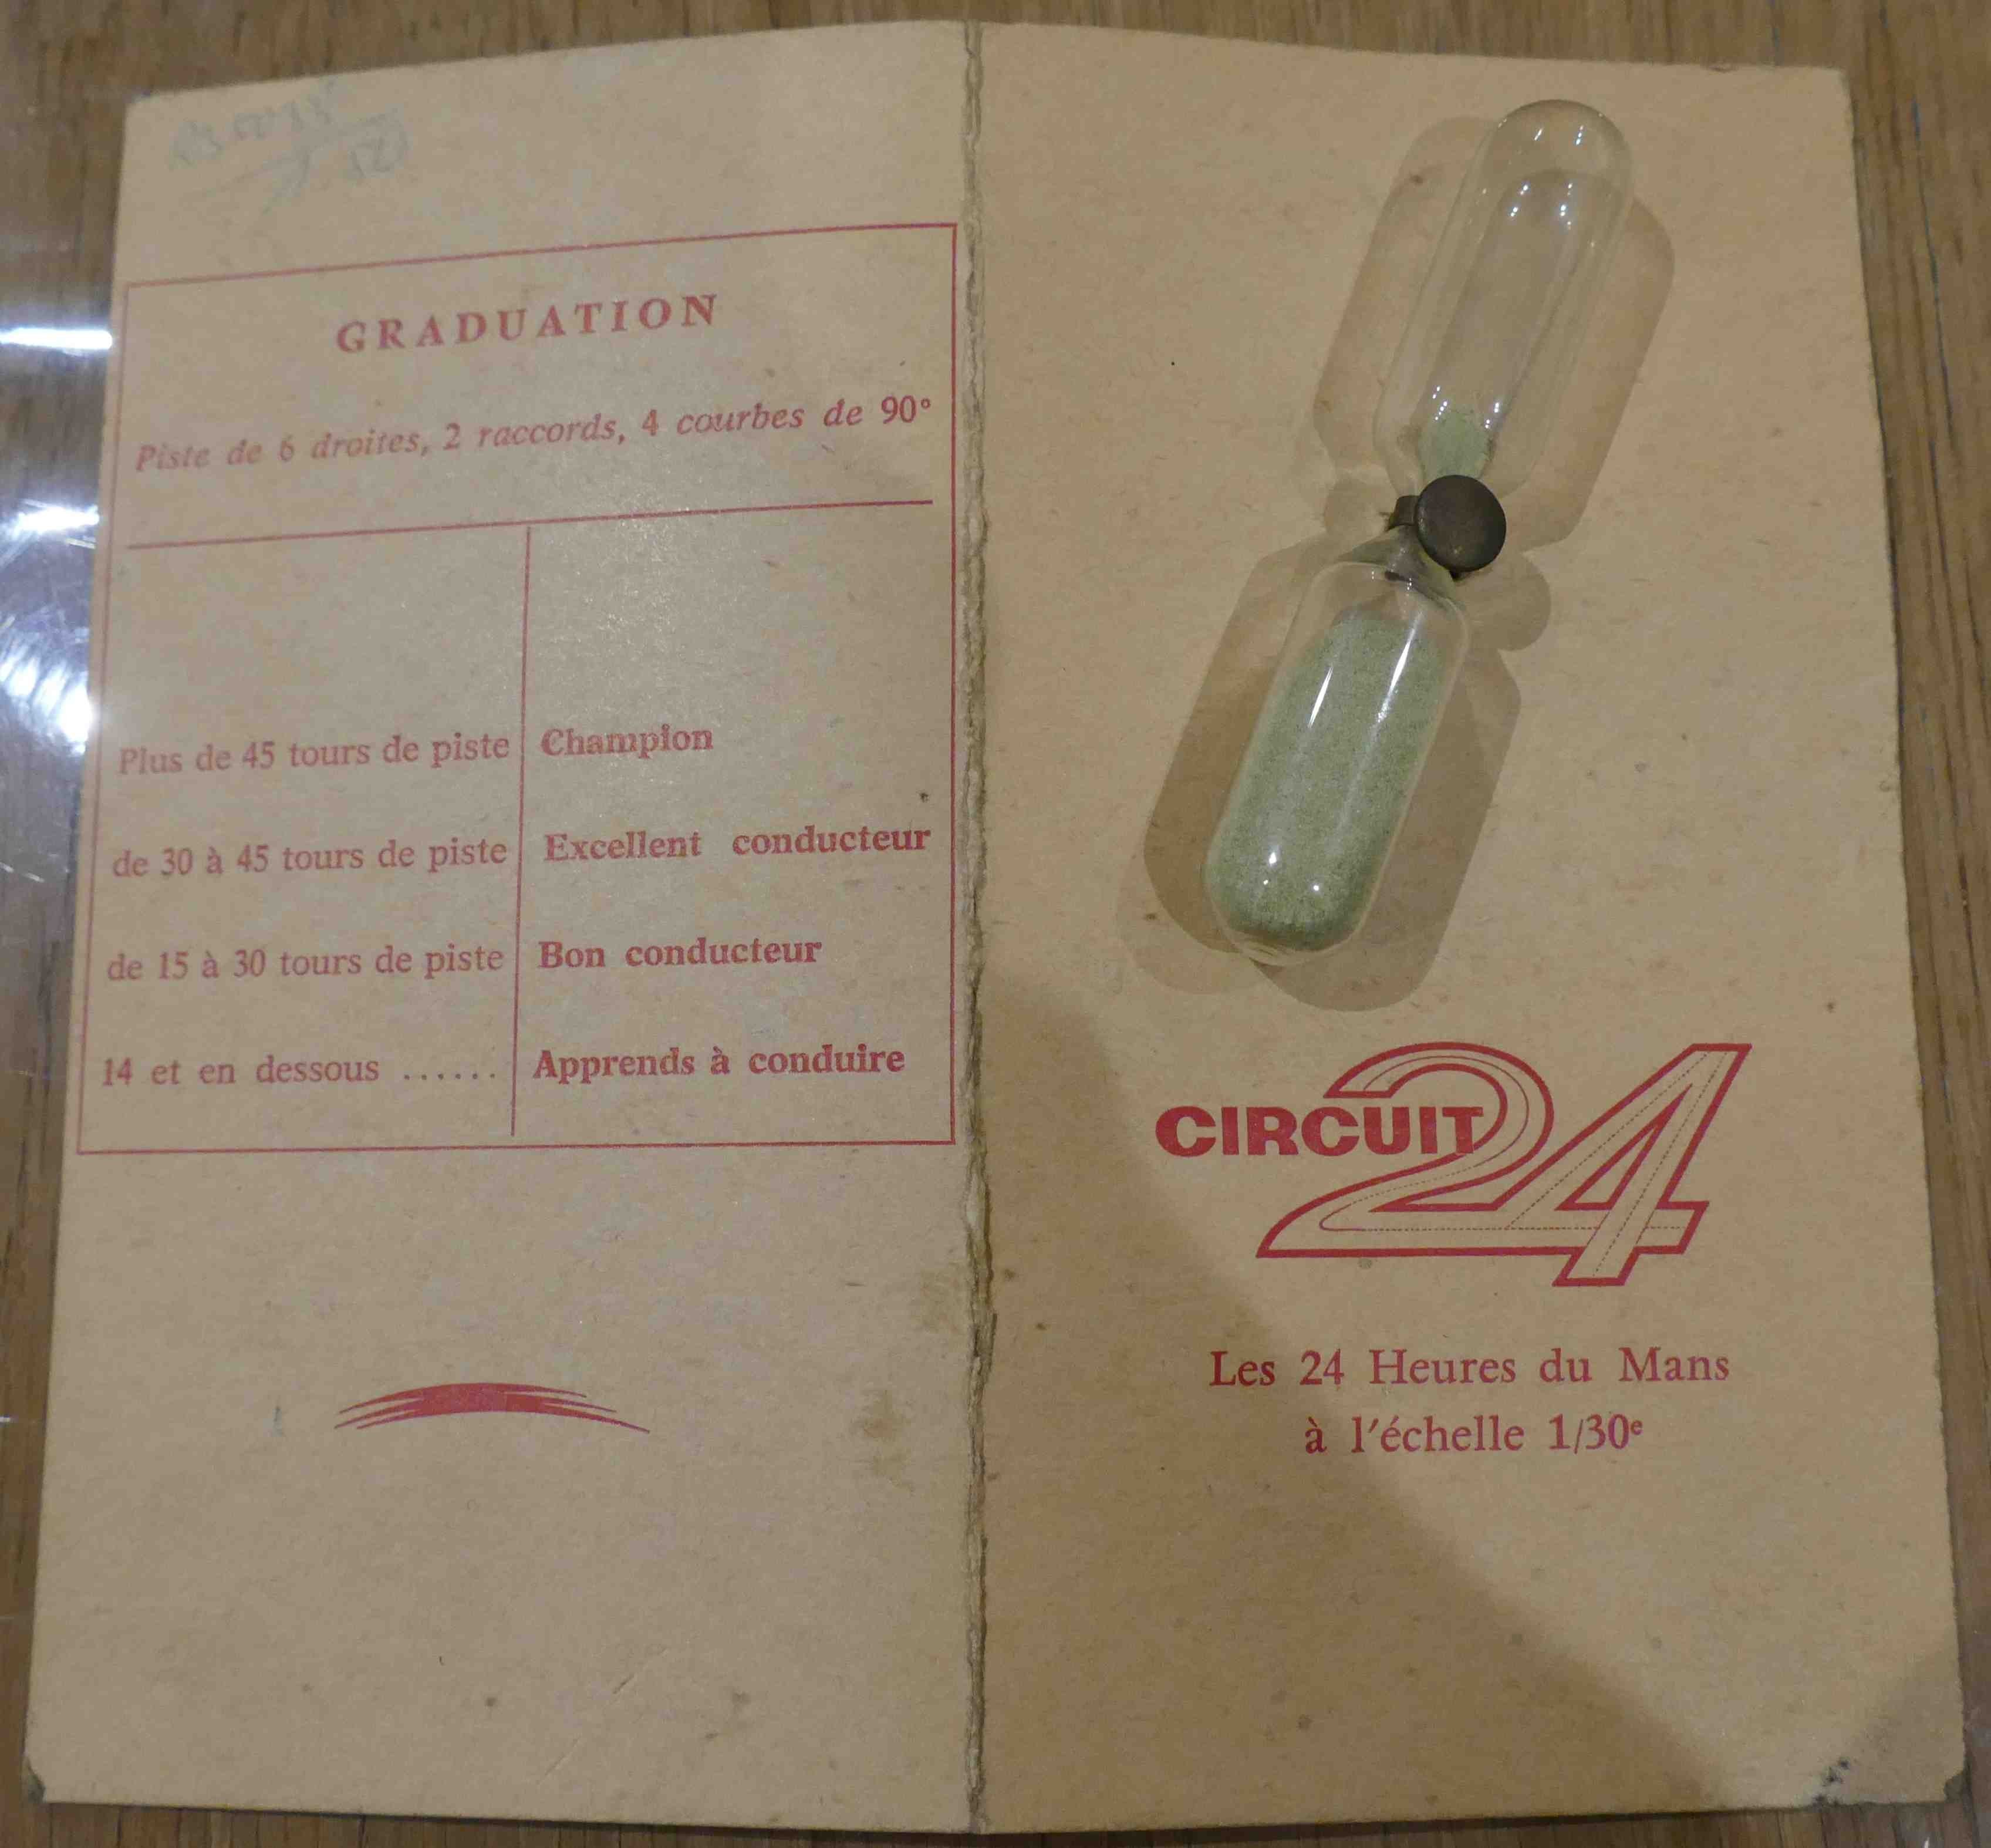 GRADUATION
Piste de 6 droites, 2 raccords, 4 courbes de 90°
Plus de 45 tours de piste Champion
de 30 à 45 tours de piste Excellent conducteur
de 15 à 30 tours de piste Bon conducteur
14 et en dessous ...... Apprends à conduire
CIRCUIT 24
Les 24 Heures du Mans
à l'échelle 1/30e